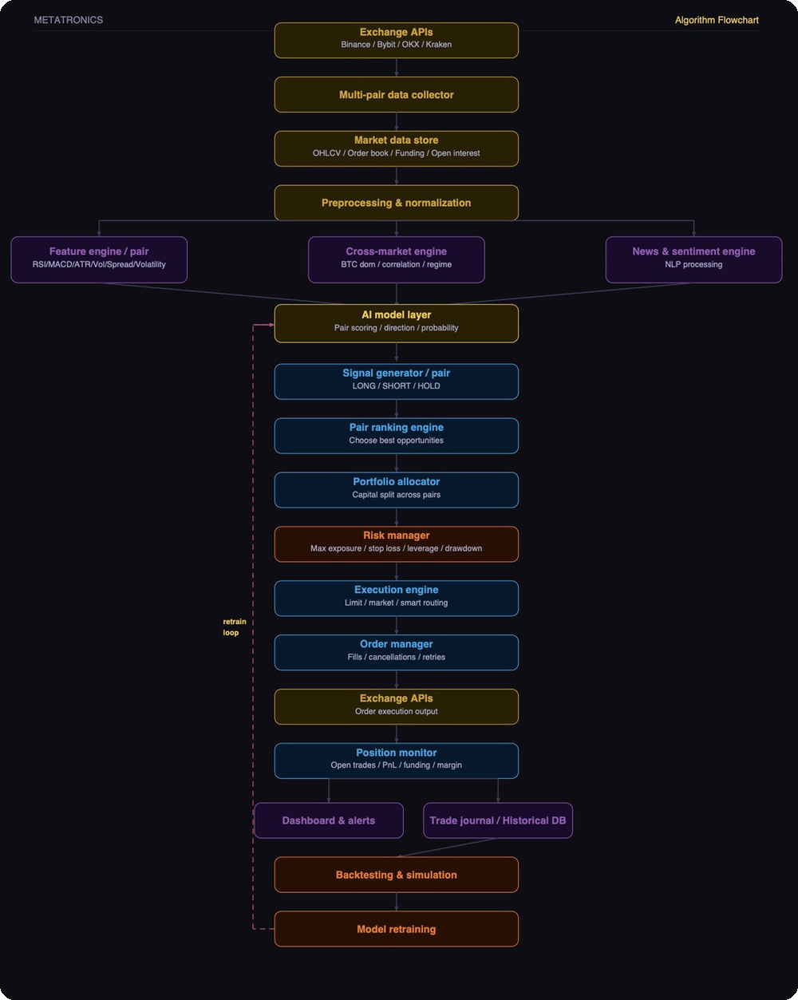 METATRONICS
Algorithm Flowchart
Exchange APIs
Binance / Bybit / OKX / Kraken
Multi-pair data collector
Market data store
OHLCV / Order book / Funding / Open interest
Preprocessing & normalization
Feature engine / pair
RSI/MACD/ATR/Vol/Spread/Volatility
Cross-market engine
BTC dom / correlation / regime
News & sentiment engine
NLP processing
AI model layer
Pair scoring / direction / probability
Signal generator / pair
LONG / SHORT / HOLD
Pair ranking engine
Choose best opportunities
Portfolio allocator
Capital split across pairs
Risk manager
Max exposure / stop loss / leverage / drawdown
Execution engine
Limit / market / smart routing
retrain
loop
Order manager
Fills / cancellations / retries
Exchange APIs
Order execution output
Position monitor
Open trades / PnL / funding / margin
Dashboard & alerts
Trade journal / Historical DB
Backtesting & simulation
Model retraining